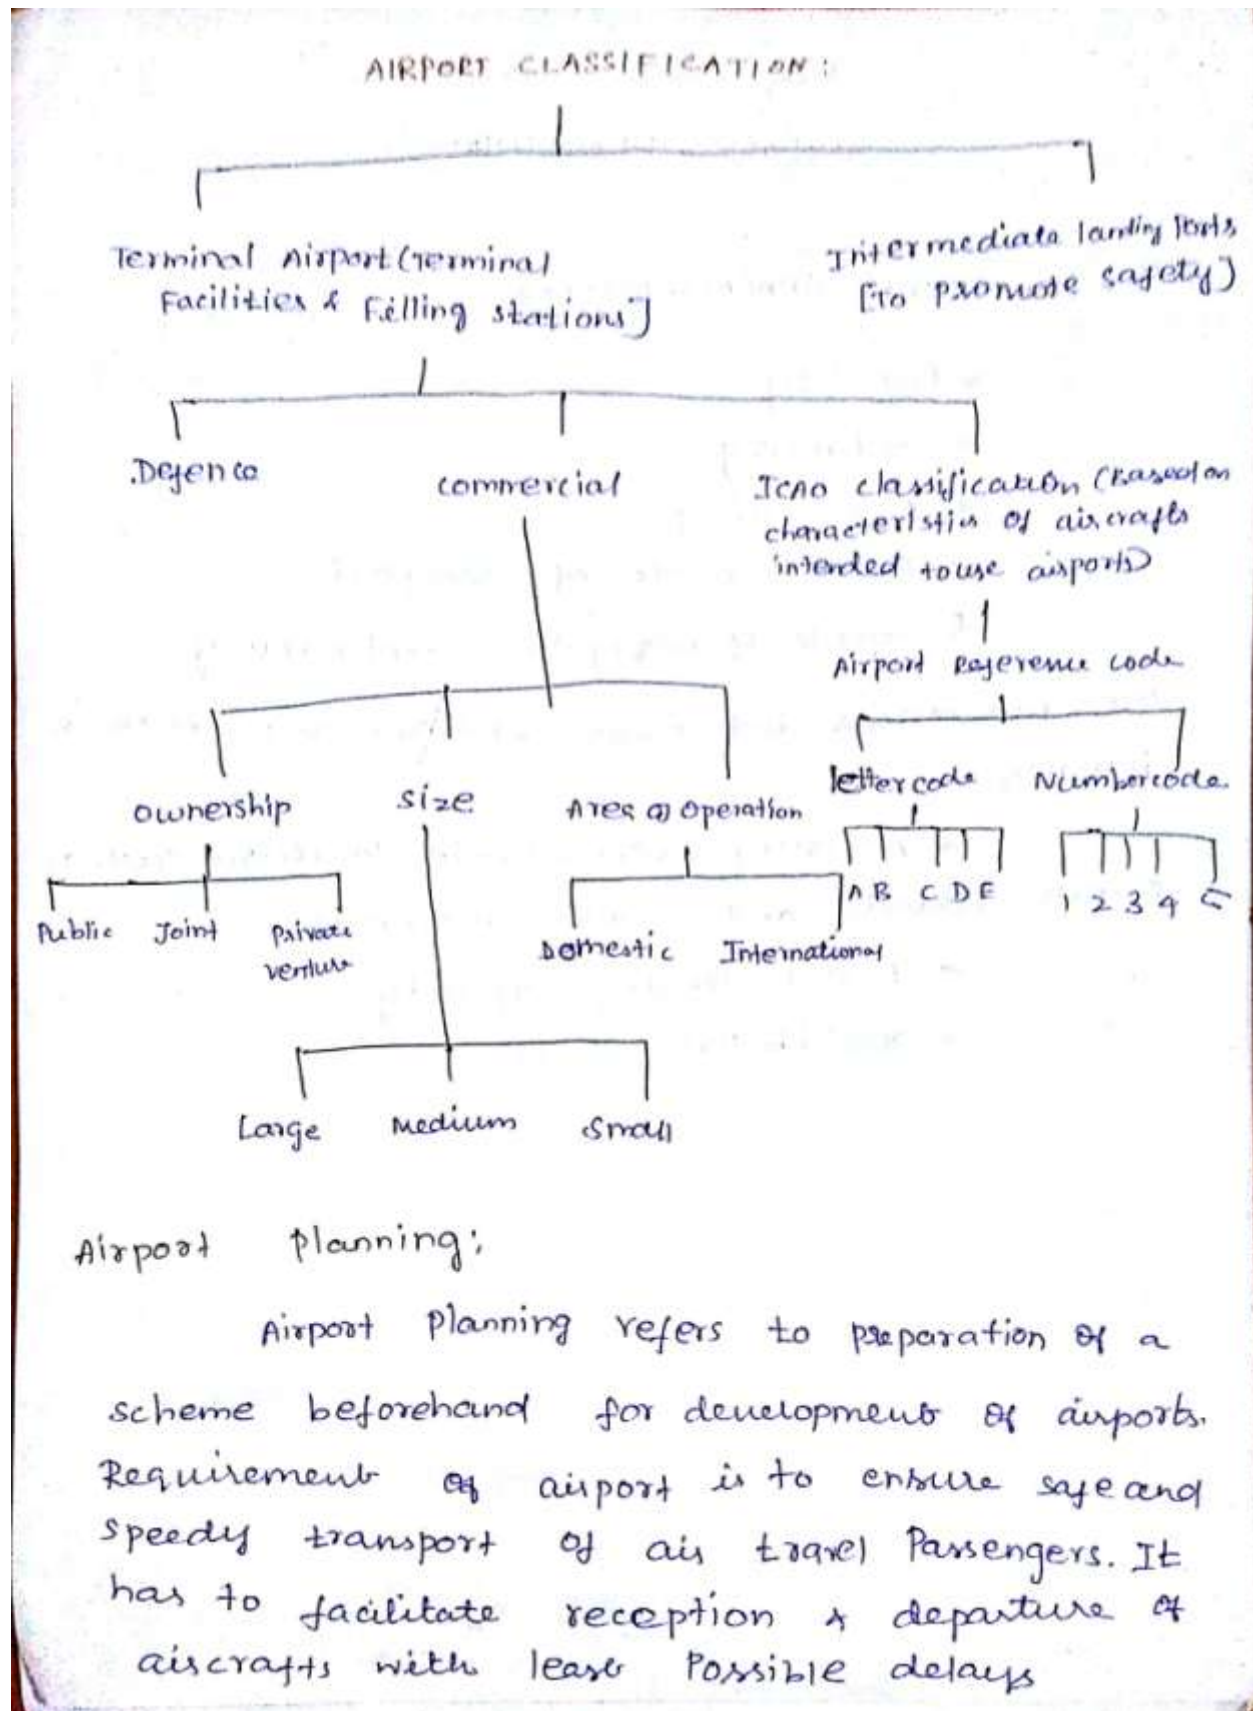 AIRPORT CLASSIFICATION :
Terminal Airport (Terminal
Facilities & Filling stations]
Intermediate landing Ports
[To promote safety)
Defence
commercial
ICAO classification (Based on
characteristics of aircrafts
intended to use airports)
Airport Reference code
letter code
Number code
ownership
size
Area of Operation
A B C D E
1 2 3 4 5
Public
Joint
Private
venture
Domestic
International
Large
Medium
Small
Airport Planning;
Airport Planning refers to preparation of a
scheme beforehand for development of airports.
Requirement of airport is to ensure safe and
speedy transport of air travel Passengers. It
has to facilitate reception & departure of
aircrafts with least Possible delays